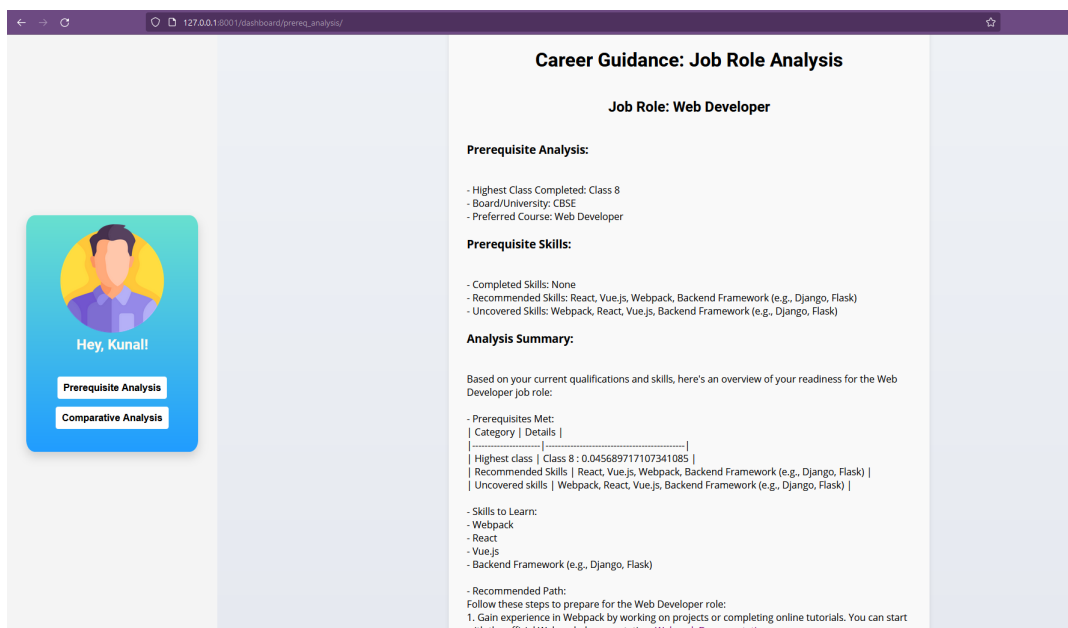 127.0.0.1:8001/dashboard/prereq_analysis/
Hey, Kunal!
Prerequisite Analysis
Comparative Analysis
Career Guidance: Job Role Analysis
Job Role: Web Developer
Prerequisite Analysis:
- Highest Class Completed: Class 8
- Board/University: CBSE
- Preferred Course: Web Developer
Prerequisite Skills:
- Completed Skills: None
- Recommended Skills: React, Vue.js, Webpack, Backend Framework (e.g., Django, Flask)
- Uncovered Skills: Webpack, React, Vue.js, Backend Framework (e.g., Django, Flask)
Analysis Summary:
Based on your current qualifications and skills, here's an overview of your readiness for the Web
Developer job role:
- Prerequisites Met:
| Category | Details |
|---------------------|-------------------------------------------|
| Highest class | Class 8 : 0.045689717107341085 |
| Recommended Skills | React, Vue.js, Webpack, Backend Framework (e.g., Django, Flask) |
| Uncovered skills | Webpack, React, Vue.js, Backend Framework (e.g., Django, Flask) |
- Skills to Learn:
- Webpack
- React
- Vue.js
- Backend Framework (e.g., Django, Flask)
- Recommended Path:
Follow these steps to prepare for the Web Developer role:
1. Gain experience in Webpack by working on projects or completing online tutorials. You can start